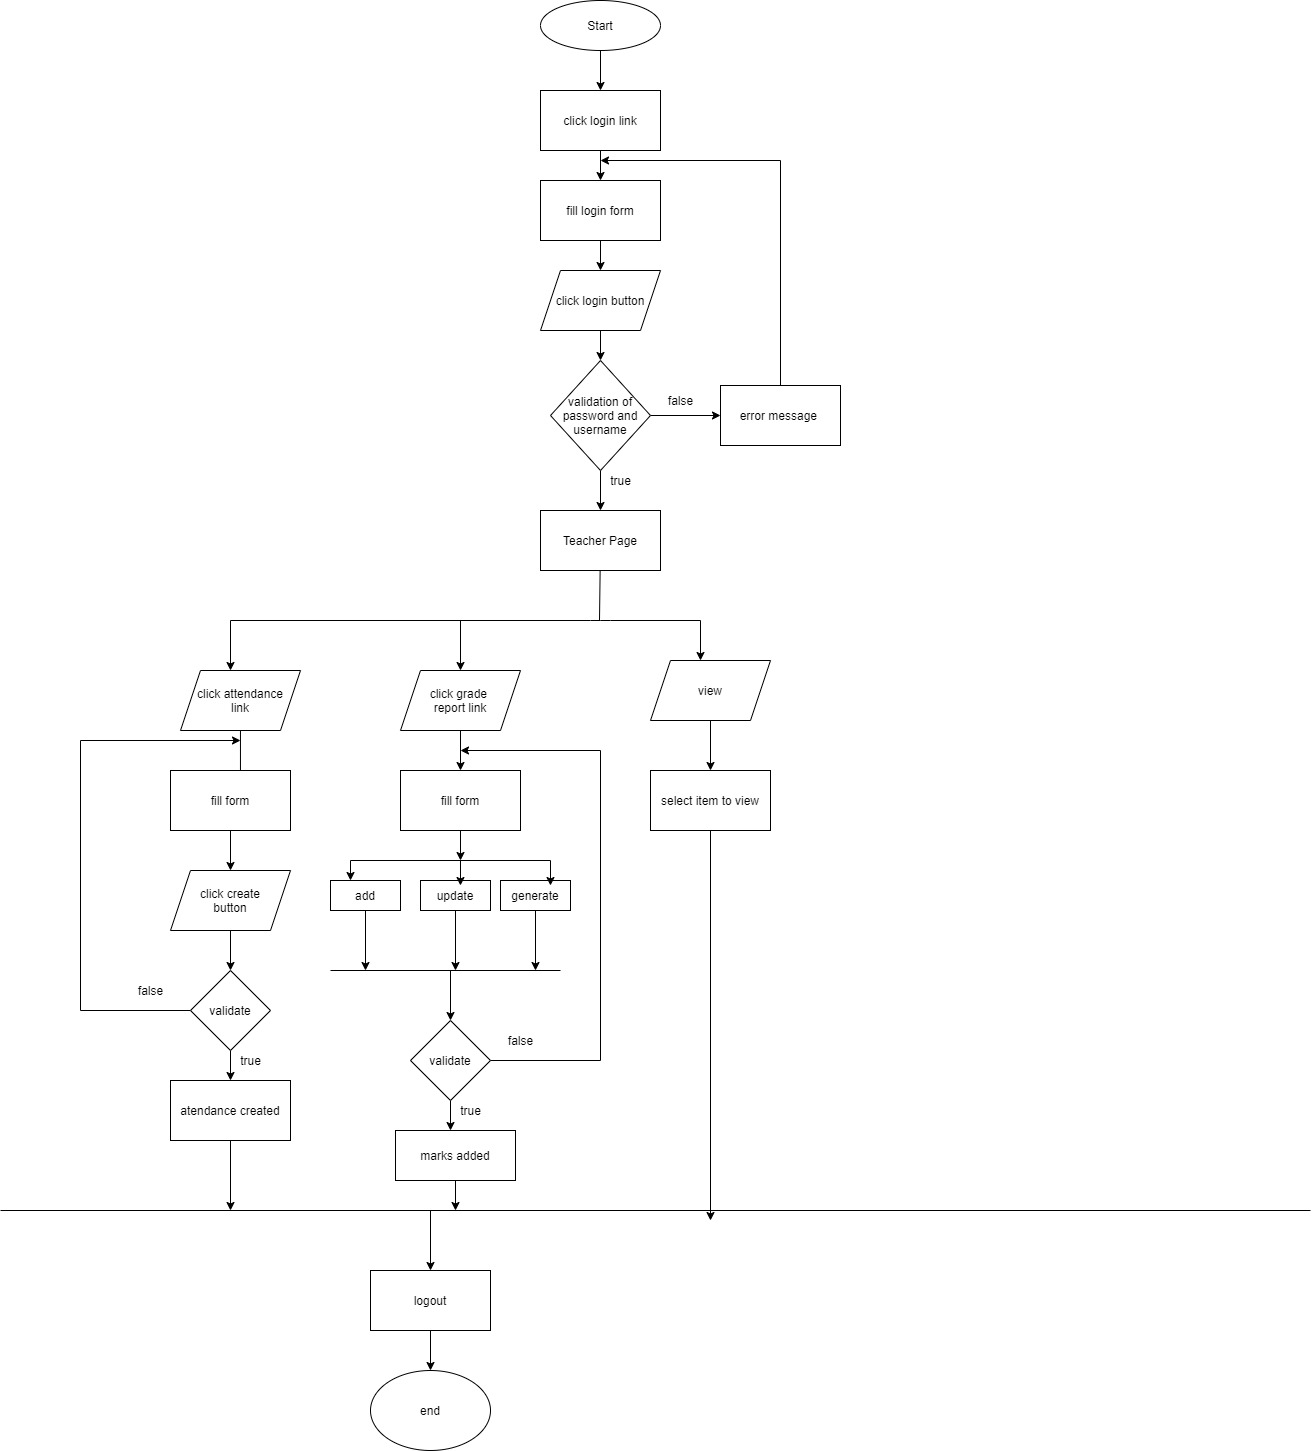 Start
click login link
fill login form
click login button
validation of
password and
username
false
error message
true
Teacher Page
click attendance
link
click grade
report link
view
fill form
fill form
select item to view
click create
button
add
update
generate
false
validate
true
false
validate
true
atendance created
marks added
logout
end